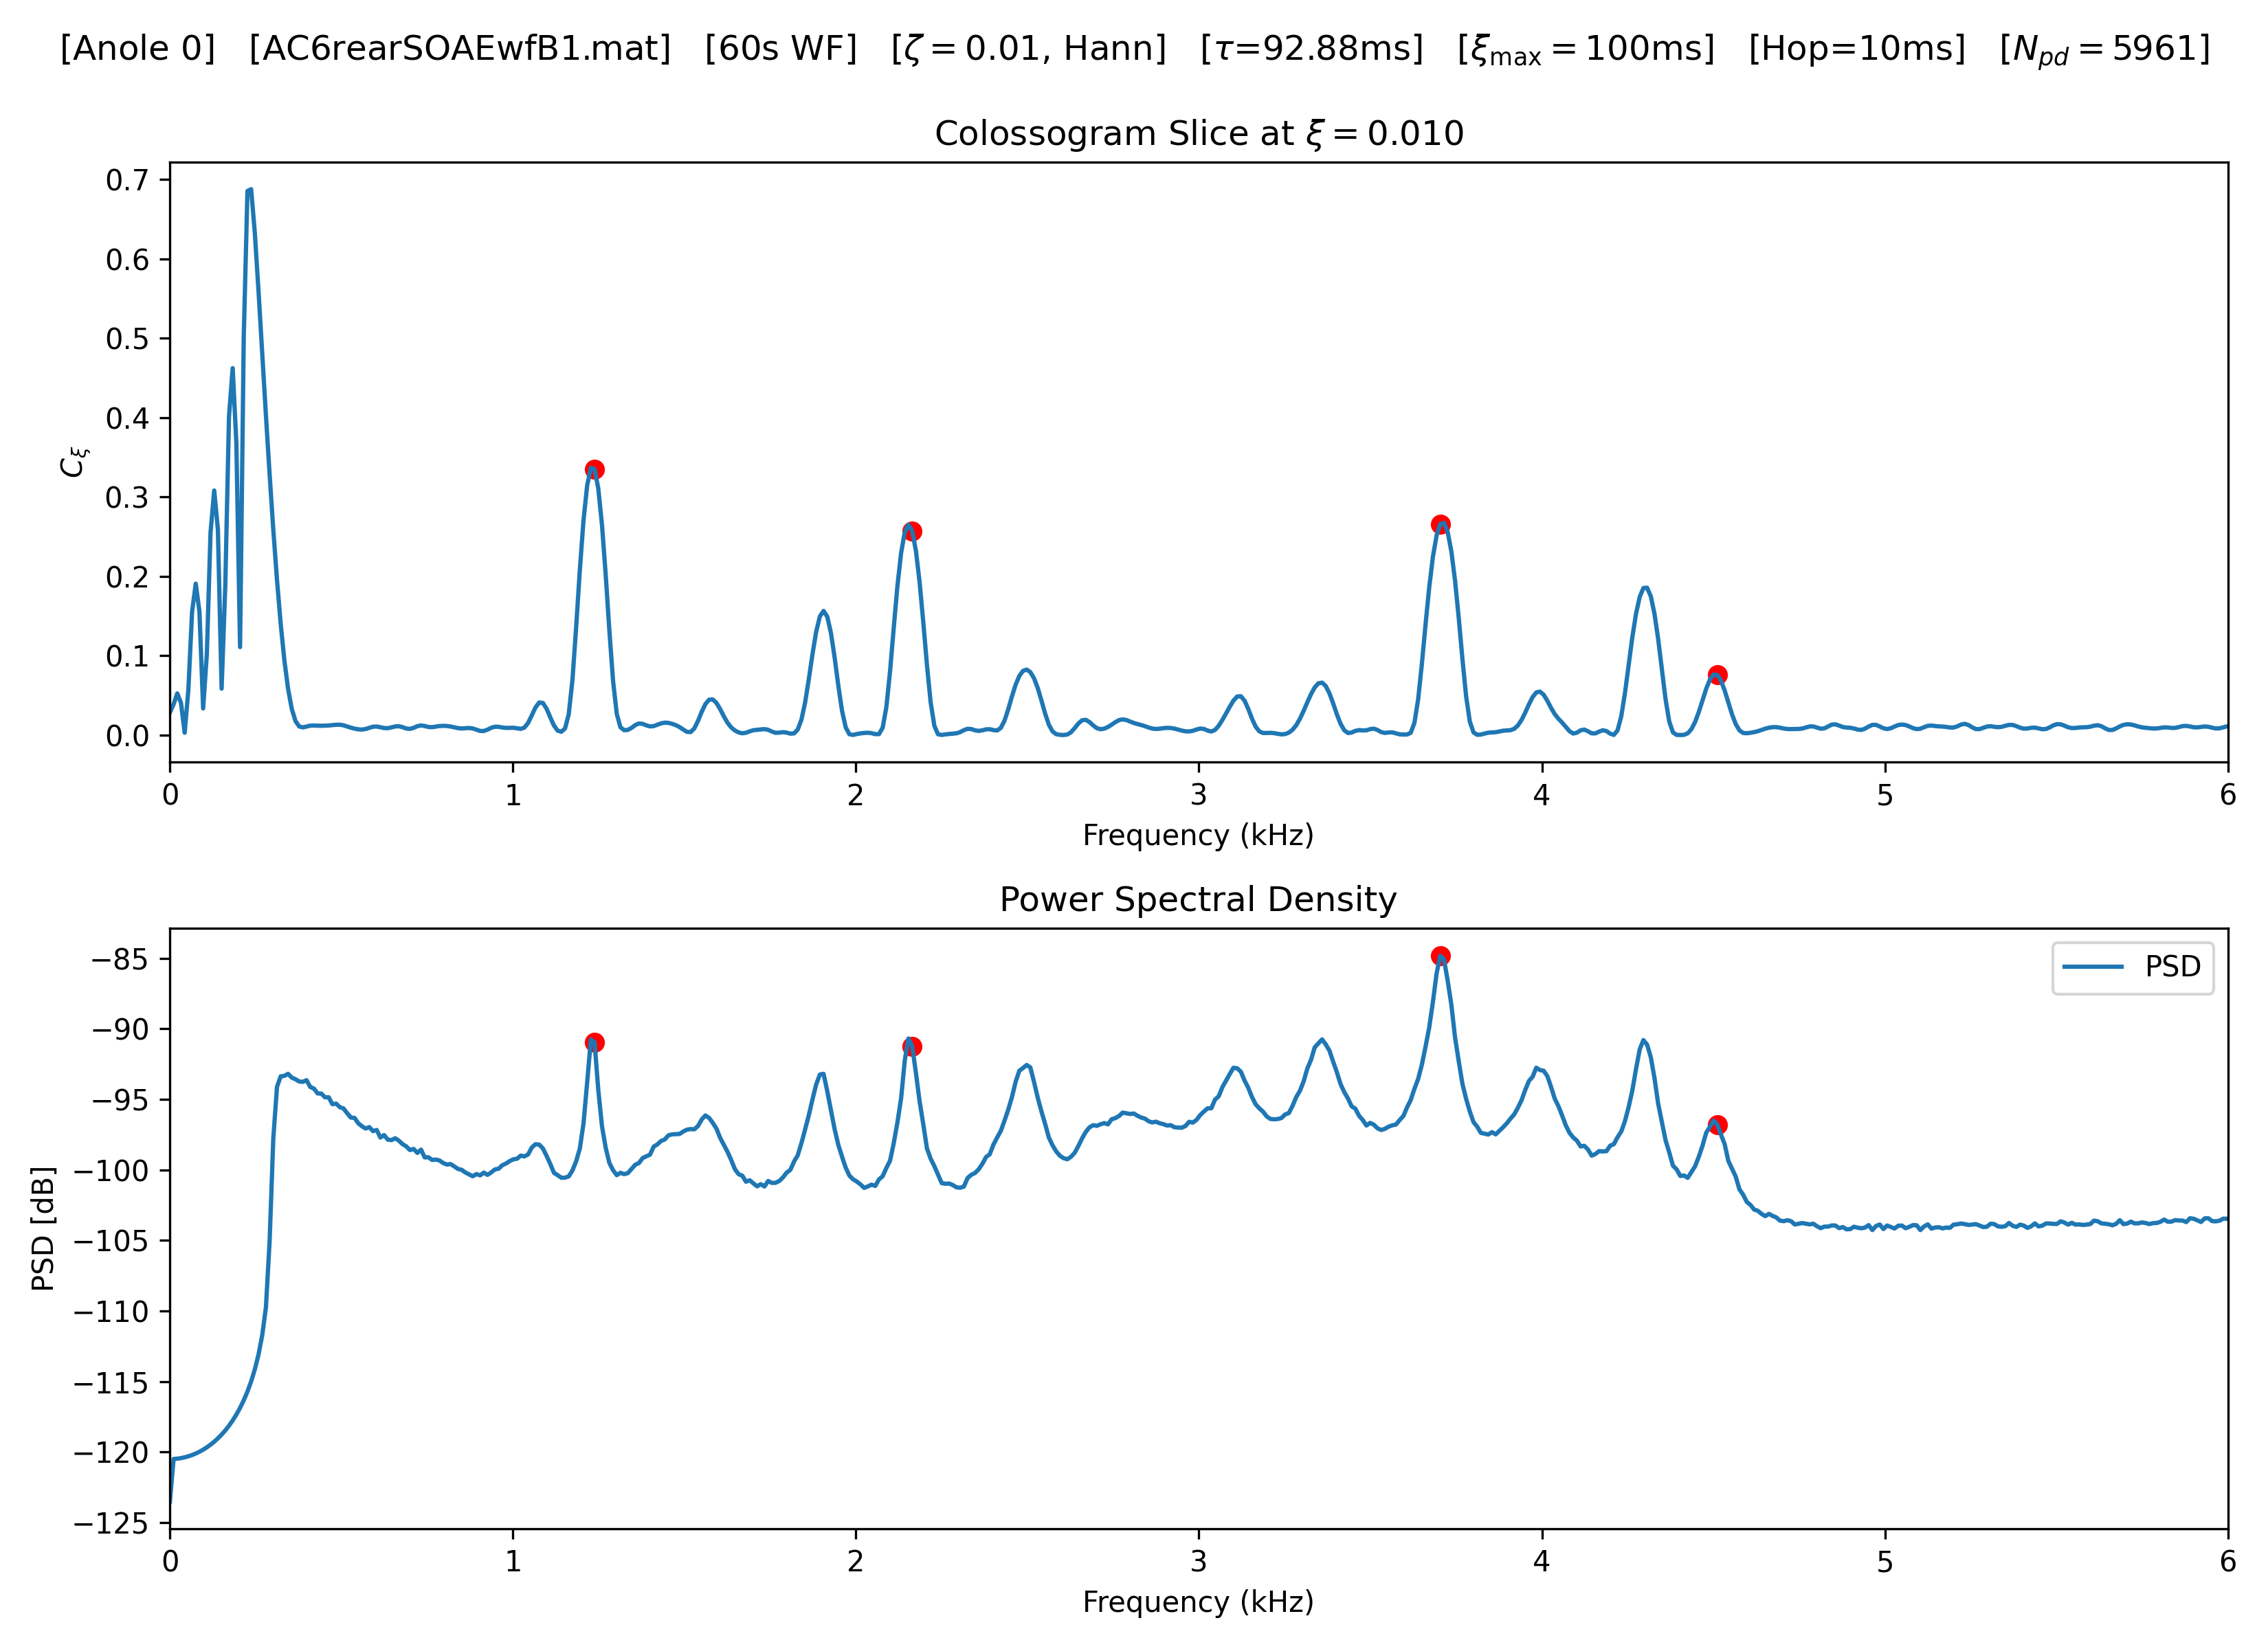 [Anole 0] [AC6rearSOAEwfB1.mat] [60s WF] [ζ = 0.01, Hann] [τ=92.88ms] [ξmax = 100ms] [Hop=10ms] [Npd = 5961]
Colossogram Slice at ξ = 0.010
0.7
0.6
0.5
0.4
0.3
0.2
0.1
0.0
Cξ
0 1 2 3 4 5 6
Frequency (kHz)
Power Spectral Density
PSD
−85
−90
−95
−100
−105
−110
−115
−120
−125
PSD [dB]
0 1 2 3 4 5 6
Frequency (kHz)